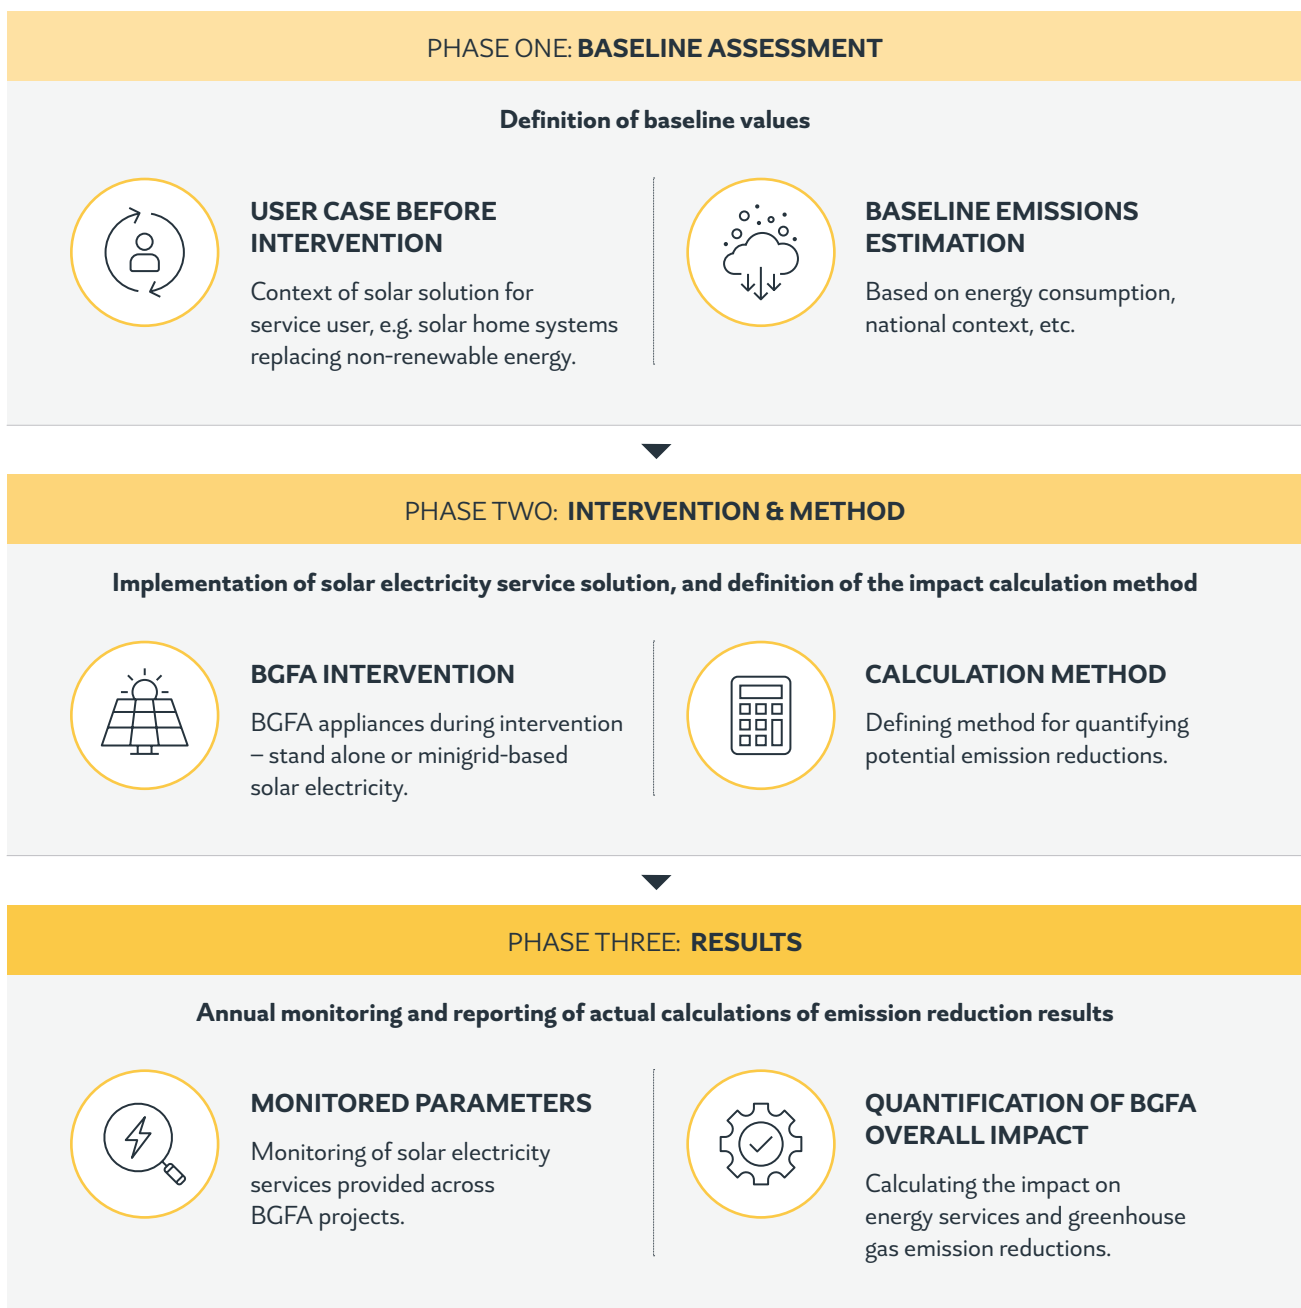 PHASE ONE: BASELINE ASSESSMENT
Definition of baseline values
USER CASE BEFORE
INTERVENTION
Context of solar solution for
service user, e.g. solar home systems
replacing non-renewable energy.
BASELINE EMISSIONS
ESTIMATION
Based on energy consumption,
national context, etc.
PHASE TWO: INTERVENTION & METHOD
Implementation of solar electricity service solution, and definition of the impact calculation method
BGFA INTERVENTION
BGFA appliances during intervention
– stand alone or minigrid-based
solar electricity.
CALCULATION METHOD
Defining method for quantifying
potential emission reductions.
PHASE THREE: RESULTS
Annual monitoring and reporting of actual calculations of emission reduction results
MONITORED PARAMETERS
Monitoring of solar electricity
services provided across
BGFA projects.
QUANTIFICATION OF BGFA
OVERALL IMPACT
Calculating the impact on
energy services and greenhouse
gas emission reductions.